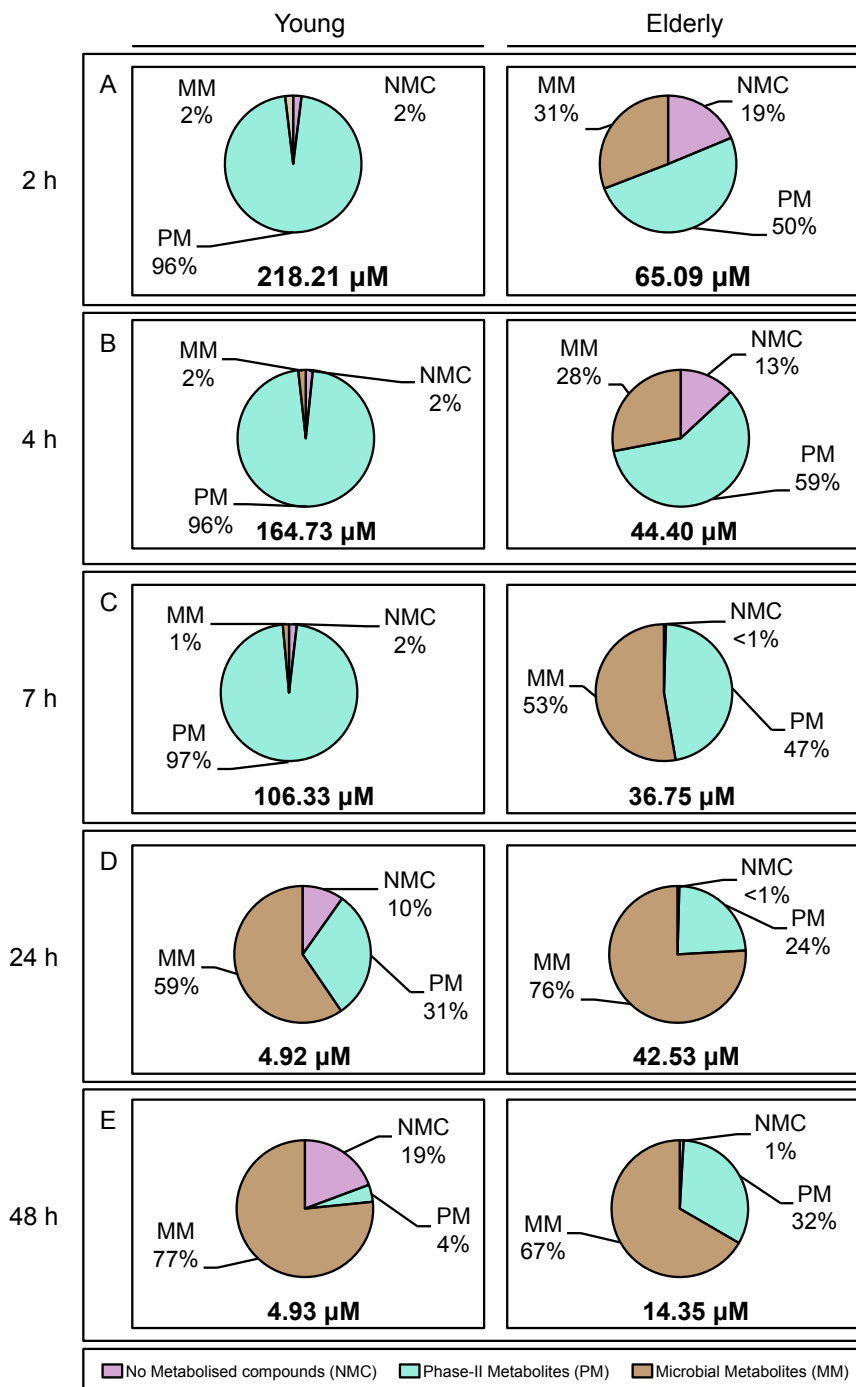 Young
Elderly
2 h
A
MM
2%
NMC
2%
PM
96%
218.21 µM
MM
31%
NMC
19%
PM
50%
65.09 µM
4 h
B
MM
2%
NMC
2%
PM
96%
164.73 µM
MM
28%
NMC
13%
PM
59%
44.40 µM
7 h
C
MM
1%
NMC
2%
PM
97%
106.33 µM
NMC
<1%
MM
53%
PM
47%
36.75 µM
24 h
D
NMC
10%
MM
59%
PM
31%
4.92 µM
NMC
<1%
PM
24%
MM
76%
42.53 µM
48 h
E
NMC
19%
MM
77%
PM
4%
4.93 µM
NMC
1%
PM
32%
MM
67%
14.35 µM
No Metabolised compounds (NMC)
Phase-II Metabolites (PM)
Microbial Metabolites (MM)